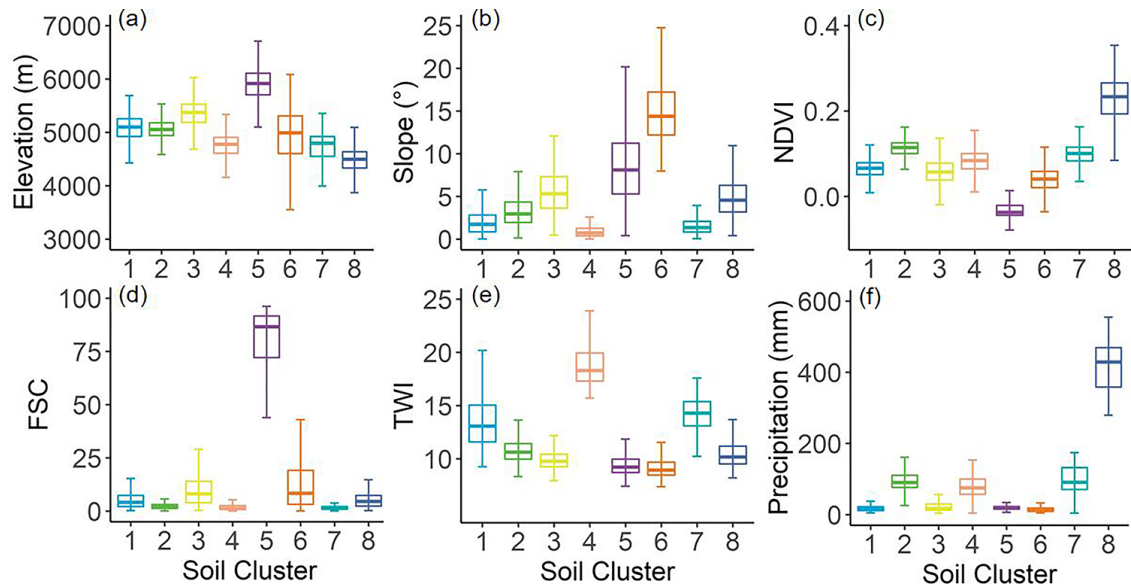 (a)
Elevation (m)
7000
6000
5000
4000
3000
1 2 3 4 5 6 7 8
(b)
Slope (°)
25
20
15
10
5
0
1 2 3 4 5 6 7 8
(c)
NDVI
0.4
0.2
0.0
1 2 3 4 5 6 7 8
(d)
FSC
100
75
50
25
0
1 2 3 4 5 6 7 8
Soil Cluster
(e)
TWI
25
20
15
10
1 2 3 4 5 6 7 8
Soil Cluster
(f)
Precipitation (mm)
600
400
200
0
1 2 3 4 5 6 7 8
Soil Cluster